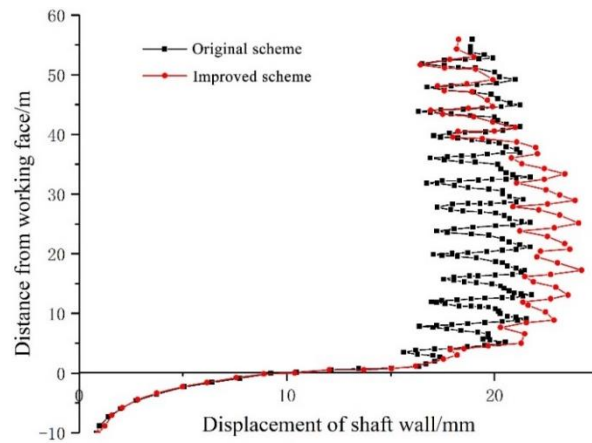 60
50
40
30
20
10
0
-10
0
10
20
Original scheme
Improved scheme
Distance from working face/m
Displacement of shaft wall/mm